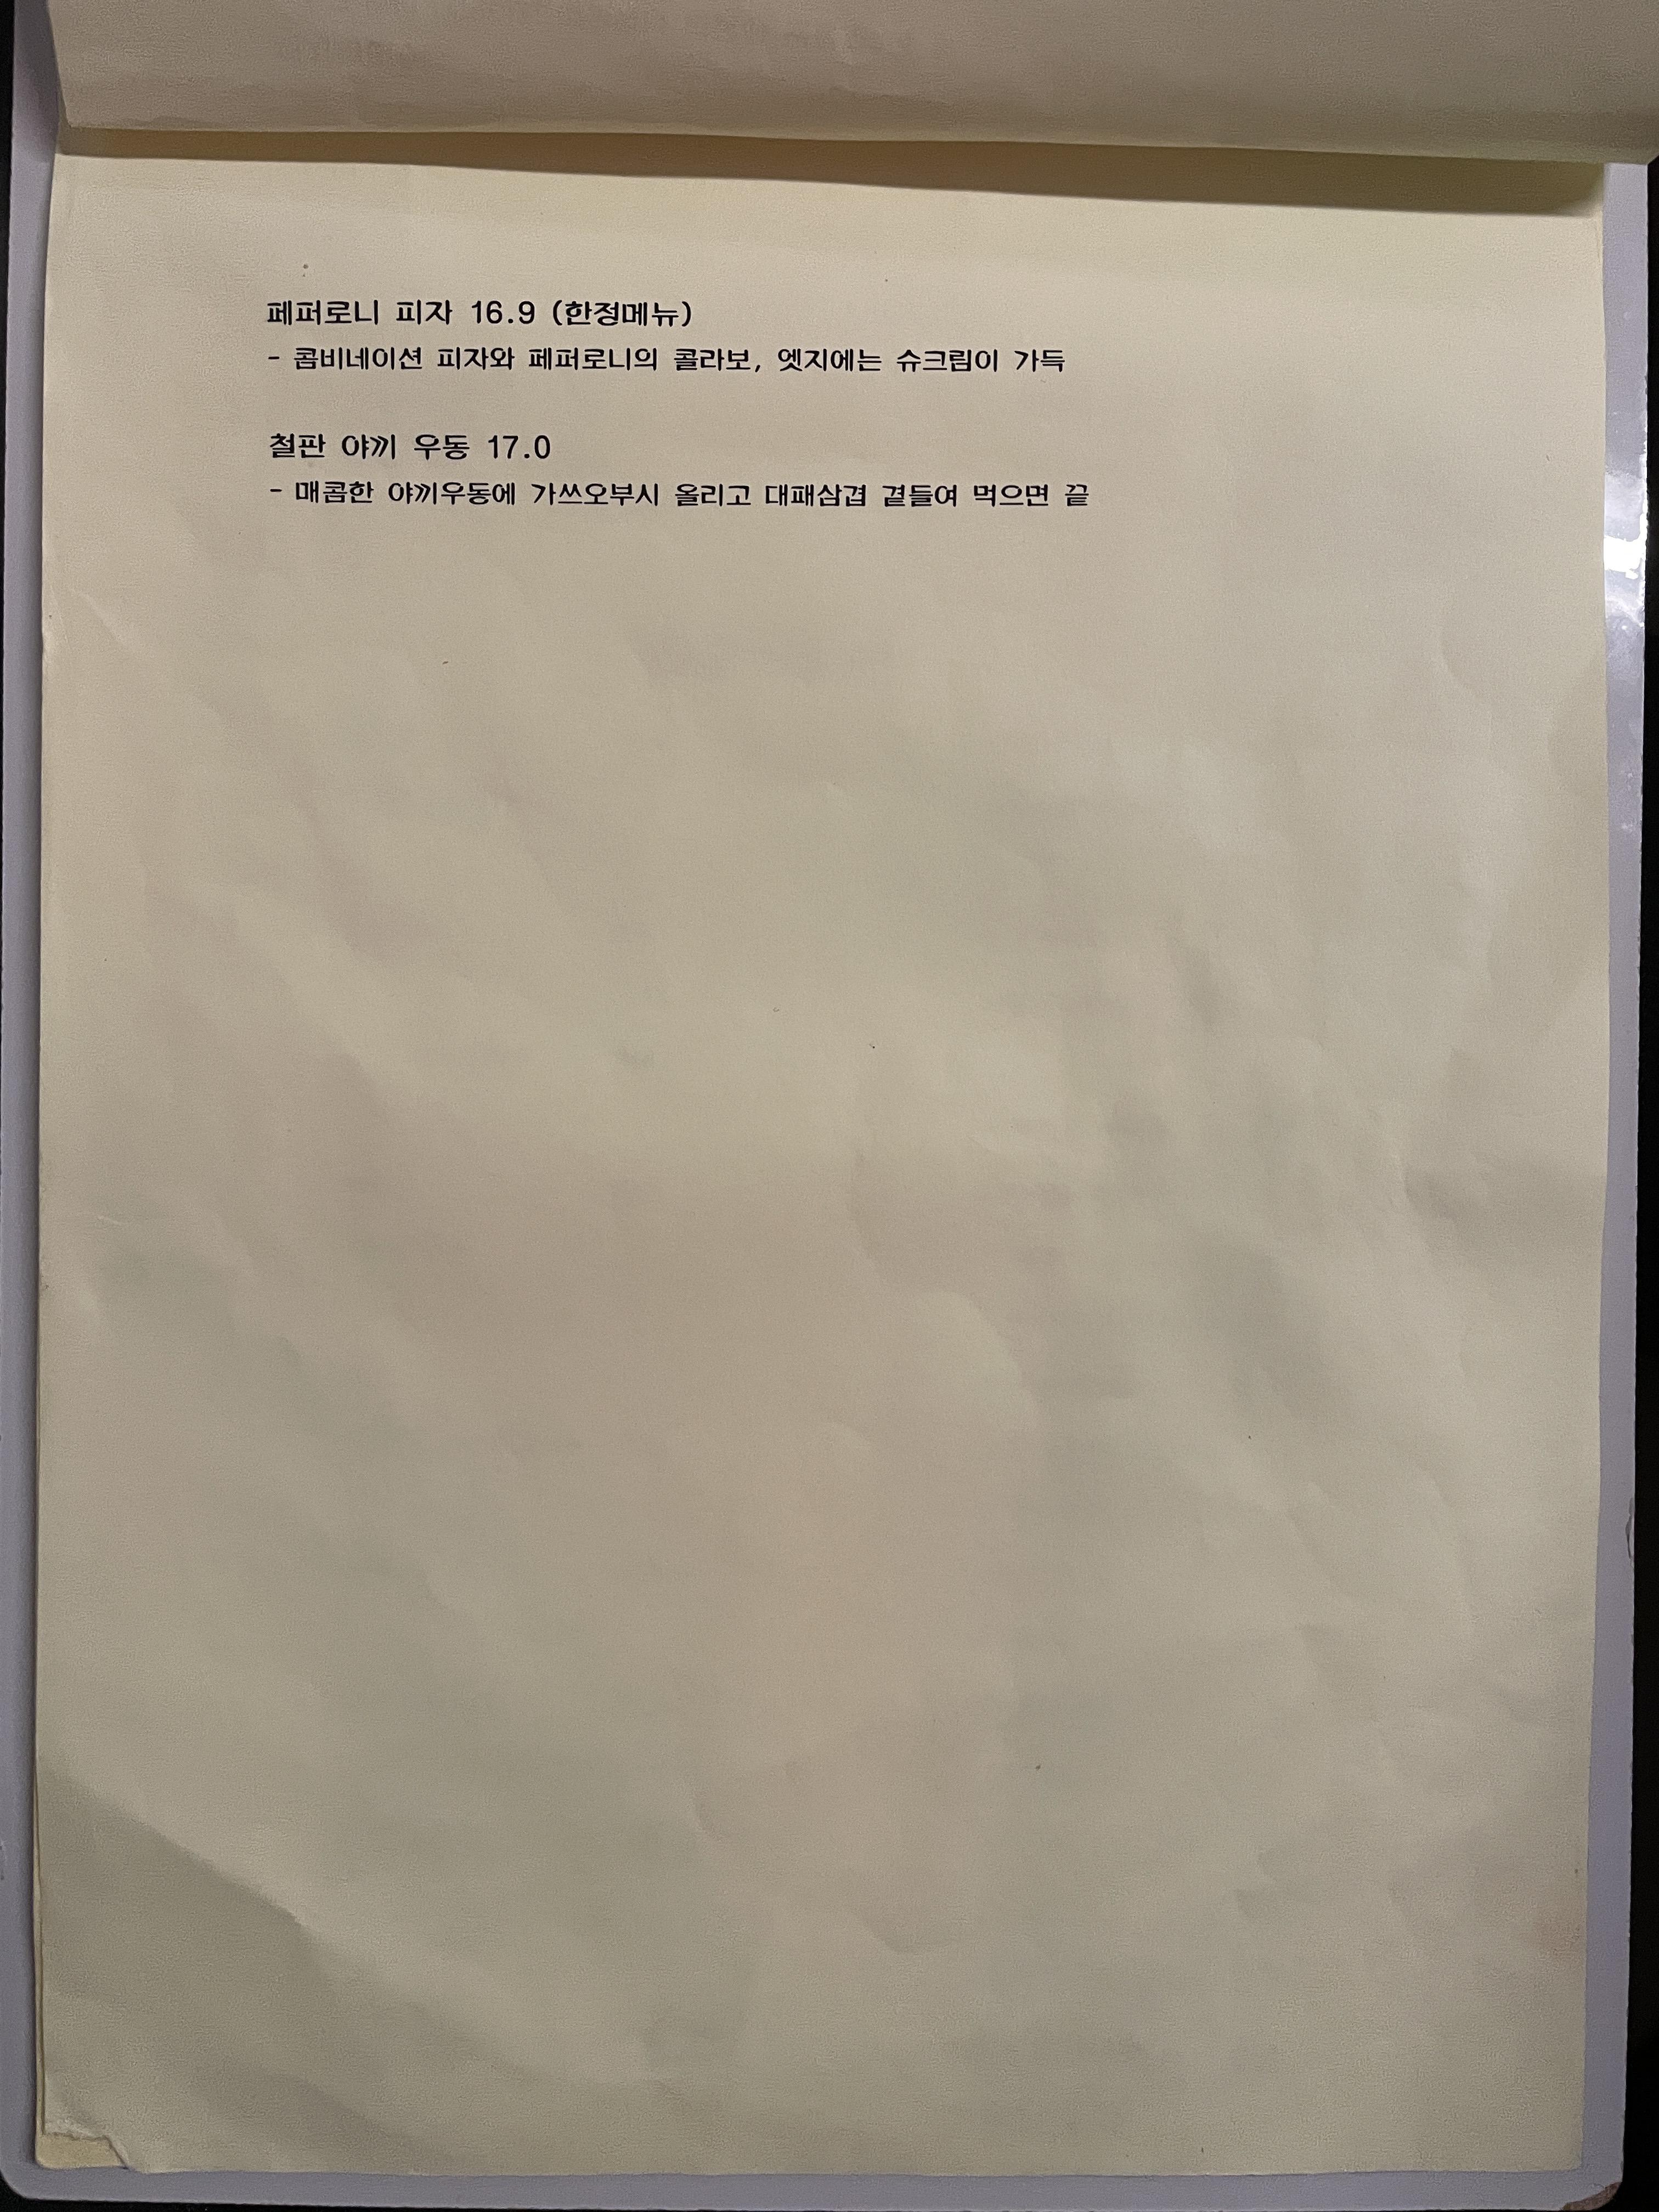 페퍼로니 피자 16.9 (한정메뉴)
- 콤비네이션 피자와 페퍼로니의 콜라보, 엣지에는 슈크림이 가득
철판 야끼 우동 17.0
- 매콤한 야끼우동에 가쓰오부시 올리고 대패삼겹 곁들여 먹으면 끝